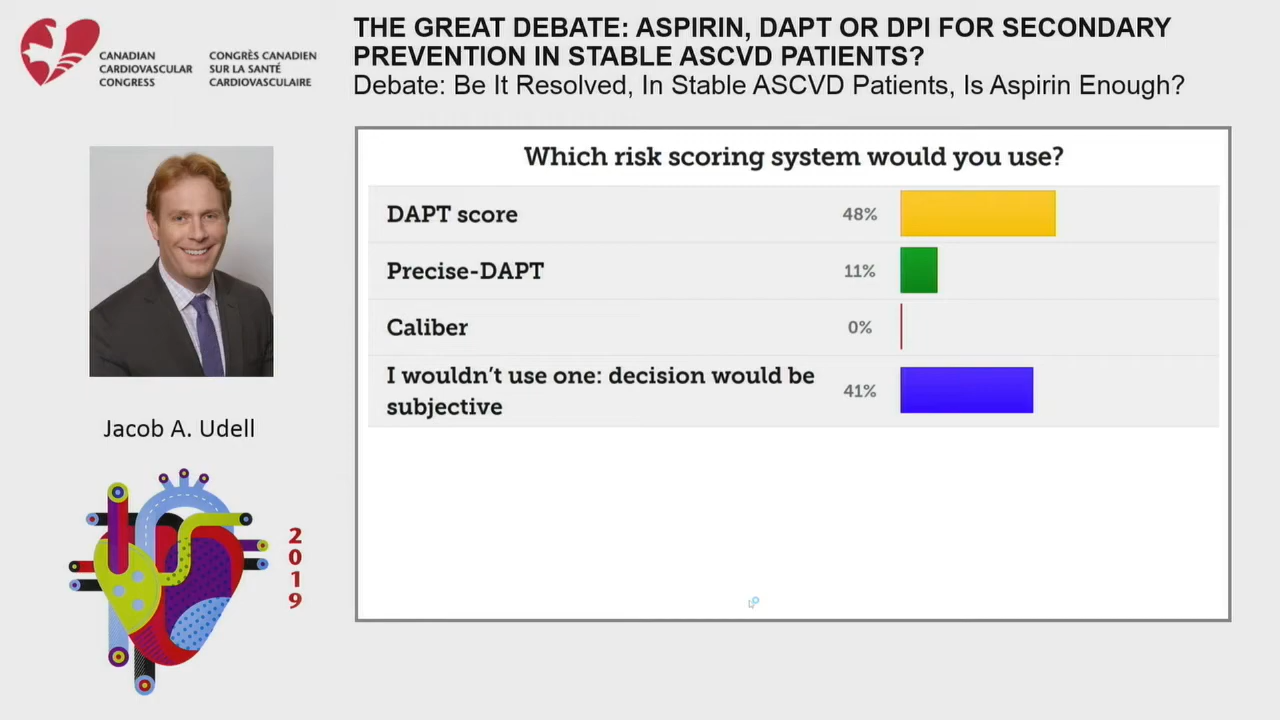 CANADIAN
CARDIOVASCULAR
CONGRESS
CONGRÈS CANADIEN
SUR LA SANTÉ
CARDIOVASCULAIRE
THE GREAT DEBATE: ASPIRIN, DAPT OR DPI FOR SECONDARY
PREVENTION IN STABLE ASCVD PATIENTS?
Debate: Be It Resolved, In Stable ASCVD Patients, Is Aspirin Enough?
Which risk scoring system would you use?
DAPT score 48%
Precise-DAPT 11%
Caliber 0%
I wouldn't use one: decision would be
subjective 41%
Jacob A. Udell
2
0
1
9